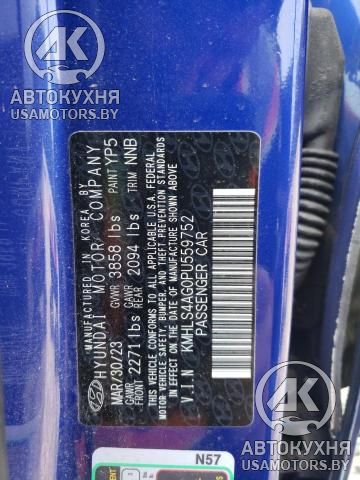 АК
АВТОКУХНЯ
USAMOTORS.BY
MANUFACTURED IN KOREA BY
HYUNDAI MOTOR COMPANY
MAR/30/23 GVWR 3858 lbs PAINT YP5
GAWR FRONT 2271 lbs GAWR REAR 2094 lbs TRIM NNB
THIS VEHICLE CONFORMS TO ALL APPLICABLE U.S.A. FEDERAL
MOTOR VEHICLE SAFETY, BUMPER, AND THEFT PREVENTION
STANDARDS IN EFFECT ON THE DATE OF MANUFACTURE
SHOWN ABOVE.
V.I.N KMHLS4AG0PU559752
PASSENGER CAR
N57
АК
АВТОКУХНЯ
USAMOTORS.BY